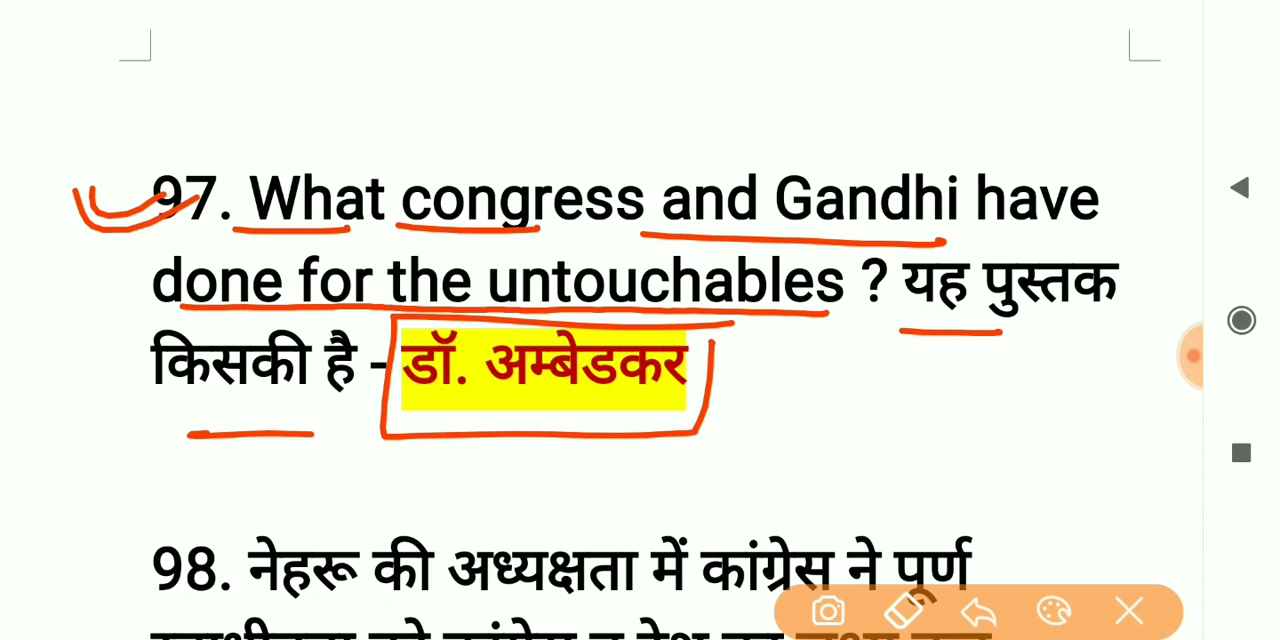 97. What congress and Gandhi have
done for the untouchables ? यह पुस्तक
किसकी है - डॉ. अम्बेडकर
98. नेहरू की अध्यक्षता में कांग्रेस ने पूर्ण